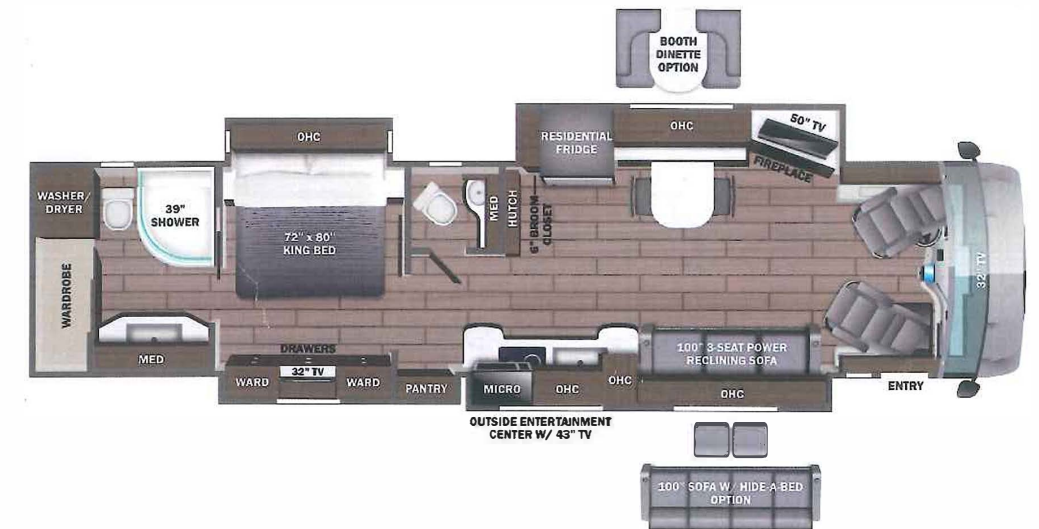 BOOTH
DINETTE
OPTION
OHC
RESIDENTIAL
FRIDGE
OHC
50" TV
FIREPLACE
WASHER/
DRYER
39"
SHOWER
72" x 80"
KING BED
MED
HUTCH
6" BROOM
CLOSET
32" TV
WARDROBE
MED
DRAWERS
32" TV
WARD
WARD
PANTRY
MICRO
OHC
OHC
100" 3-SEAT POWER
RECLINING SOFA
OHC
ENTRY
OUTSIDE ENTERTAINMENT
CENTER W/ 43" TV
100" SOFA W/ HIDE-A-BED
OPTION